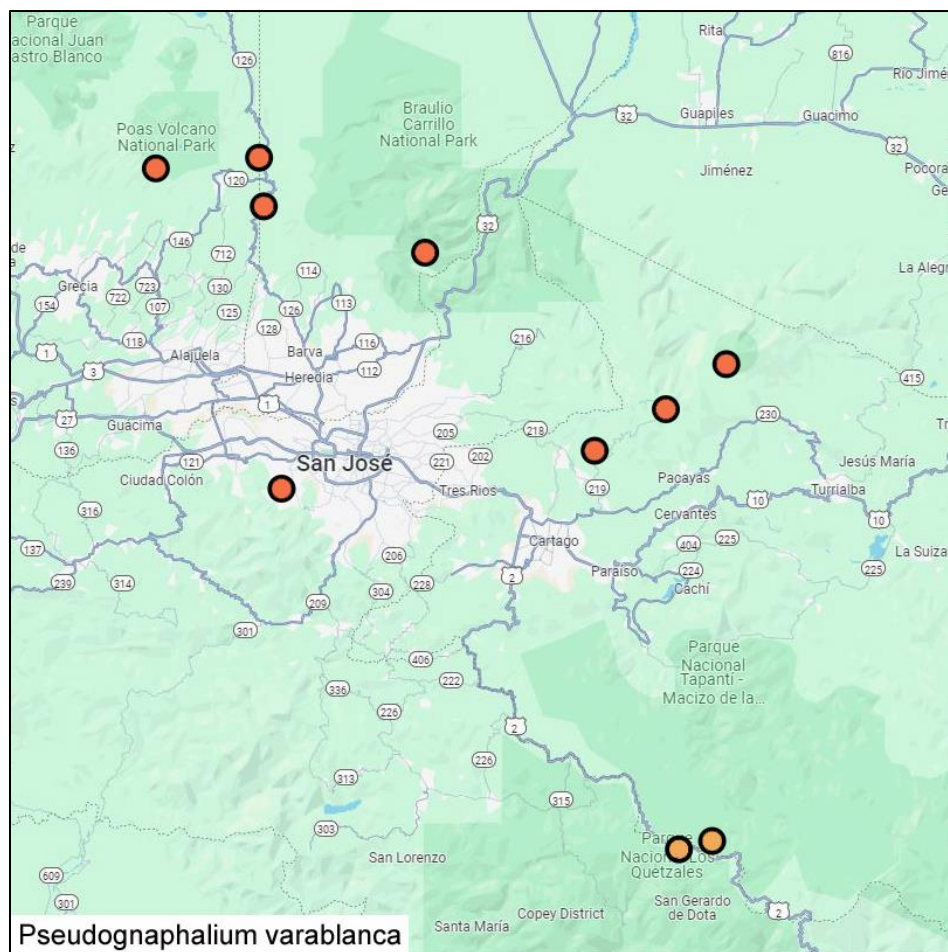 Parque
acional Juan
astro Blanco
126
Rita
816
Río Jiménez
Braulio
Carrillo
National Park
Guapiles
Guacimo
32
32
Poas Volcano
National Park
32
120
Jiménez
Pocora
Ge
32
146
712
114
de
La Alegr
Grecia
722
723
130
154
107
125
126
113
128
118
116
216
1
Alajuela
Barva
3
112
Heredia
415
27
1
230
Guácima
205
218
136
San José
221
202
121
Jesús María
Ciudad Colón
Tres Rios
219
Pacayas
Turrialba
10
316
Cervantes
10
206
Cartago
404
225
137
La Suiza
239
314
304
228
2
Paraíso
224
225
Cachí
209
301
Parque
Nacional
Tapantí -
Macizo de la...
406
222
336
226
2
2
226
313
315
303
San Lorenzo
Parque
Nacional Los
Quetzales
609
301
San Gerardo
de Dota
Copey District
2
Santa María
Pseudognaphalium varablanca